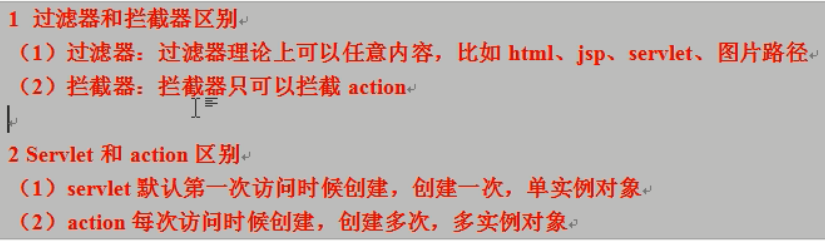 1 过滤器和拦截器区别
（1）过滤器：过滤器理论上可以任意内容，比如 html、jsp、servlet、图片路径
（2）拦截器：拦截器只可以拦截 action
2 Servlet 和 action 区别
（1）servlet 默认第一次访问时候创建，创建一次，单实例对象
（2）action 每次访问时候创建，创建多次，多实例对象